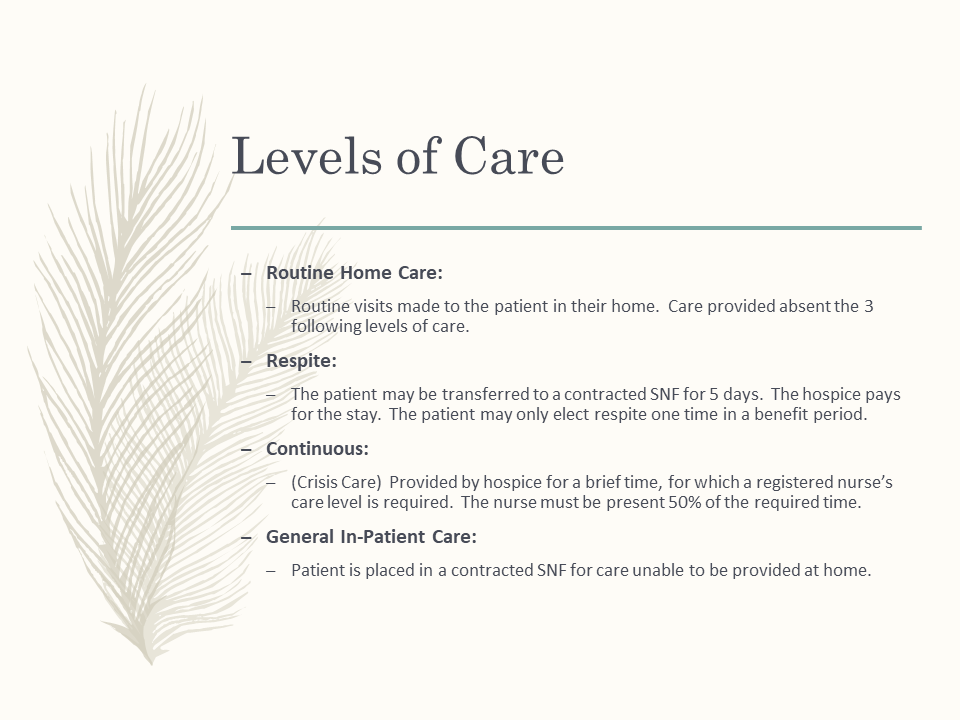 Levels of Care
– Routine Home Care:
– Routine visits made to the patient in their home.  Care provided absent the 3
following levels of care.
– Respite:
– The patient may be transferred to a contracted SNF for 5 days.  The hospice pays
for the stay.  The patient may only elect respite one time in a benefit period.
– Continuous:
– (Crisis Care)  Provided by hospice for a brief time, for which a registered nurse’s
care level is required.  The nurse must be present 50% of the required time.
– General In-Patient Care:
– Patient is placed in a contracted SNF for care unable to be provided at home.